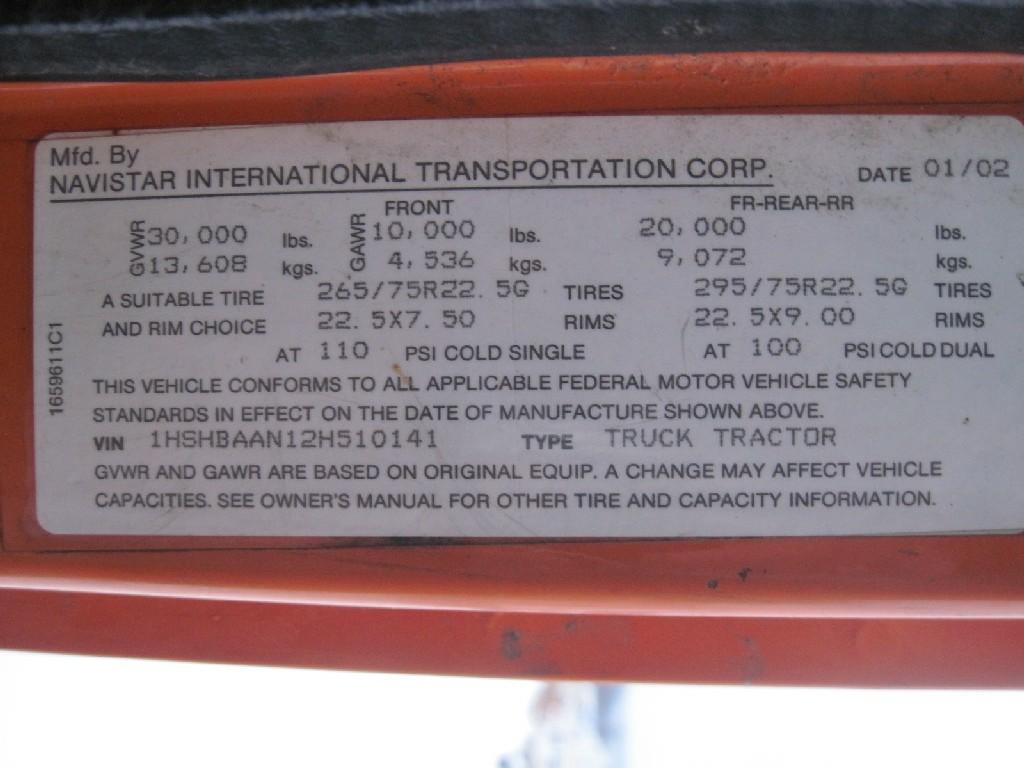 Mfd. By
NAVISTAR INTERNATIONAL TRANSPORTATION CORP. DATE 01/02
FRONT FR-REAR-RR
GVWR 30,000 lbs. GAWR 10,000 lbs. 20,000 lbs.
13,608 kgs. 4,536 kgs. 9,072 kgs.
A SUITABLE TIRE 265/75R22.5G TIRES 295/75R22.5G TIRES
AND RIM CHOICE 22.5X7.50 RIMS 22.5X9.00 RIMS
AT 110 PSI COLD SINGLE AT 100 PSI COLD DUAL
THIS VEHICLE CONFORMS TO ALL APPLICABLE FEDERAL MOTOR VEHICLE SAFETY
STANDARDS IN EFFECT ON THE DATE OF MANUFACTURE SHOWN ABOVE.
VIN 1HSHBAAN12H510141 TYPE TRUCK TRACTOR
GVWR AND GAWR ARE BASED ON ORIGINAL EQUIP. A CHANGE MAY AFFECT VEHICLE
CAPACITIES. SEE OWNER'S MANUAL FOR OTHER TIRE AND CAPACITY INFORMATION.
1659611C1